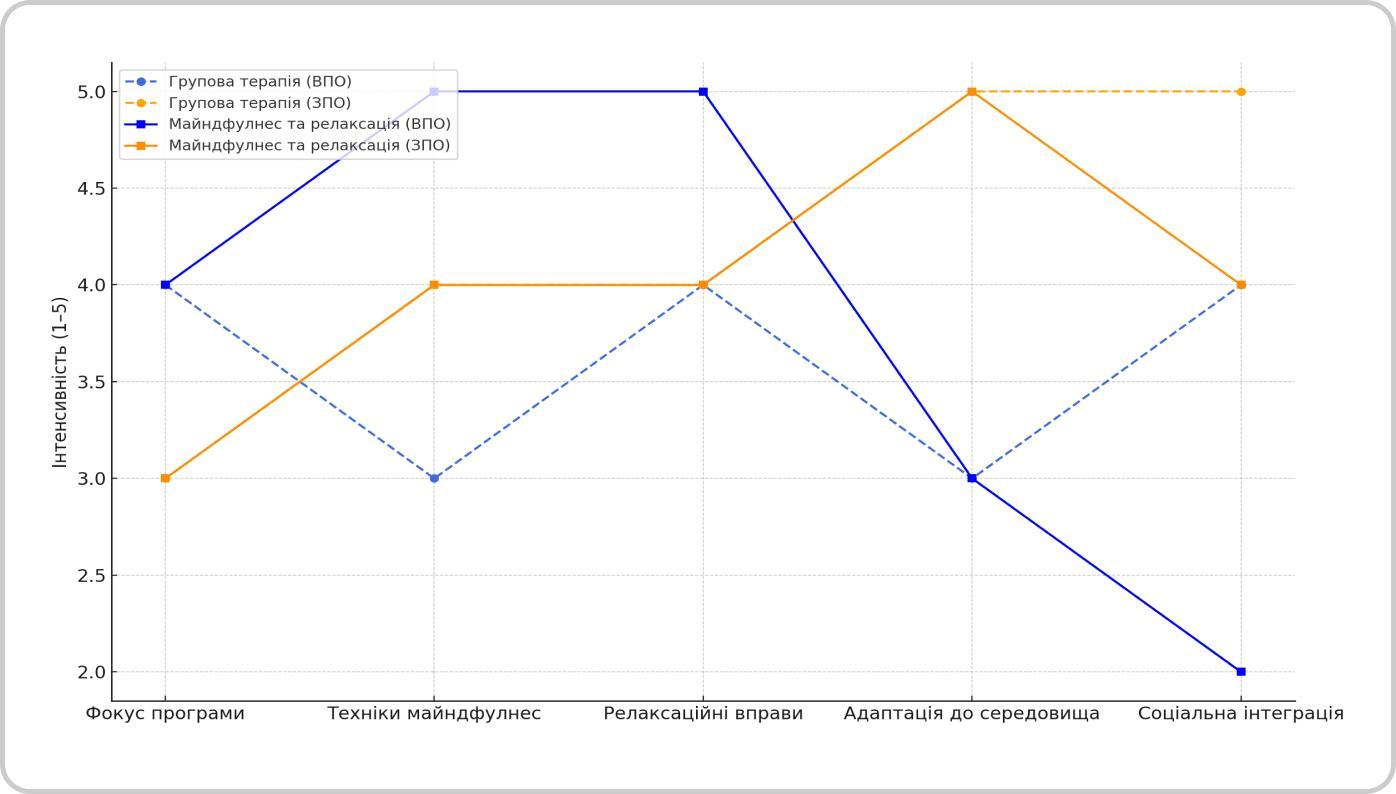 Групова терапія (ВПО)
Групова терапія (ЗПО)
Майндфулнес та релаксація (ВПО)
Майндфулнес та релаксація (ЗПО)
Інтенсивність (1–5)
5.0
4.5
4.0
3.5
3.0
2.5
2.0
Фокус програми
Техніки майндфулнес
Релаксаційні вправи
Адаптація до середовища
Соціальна інтеграція